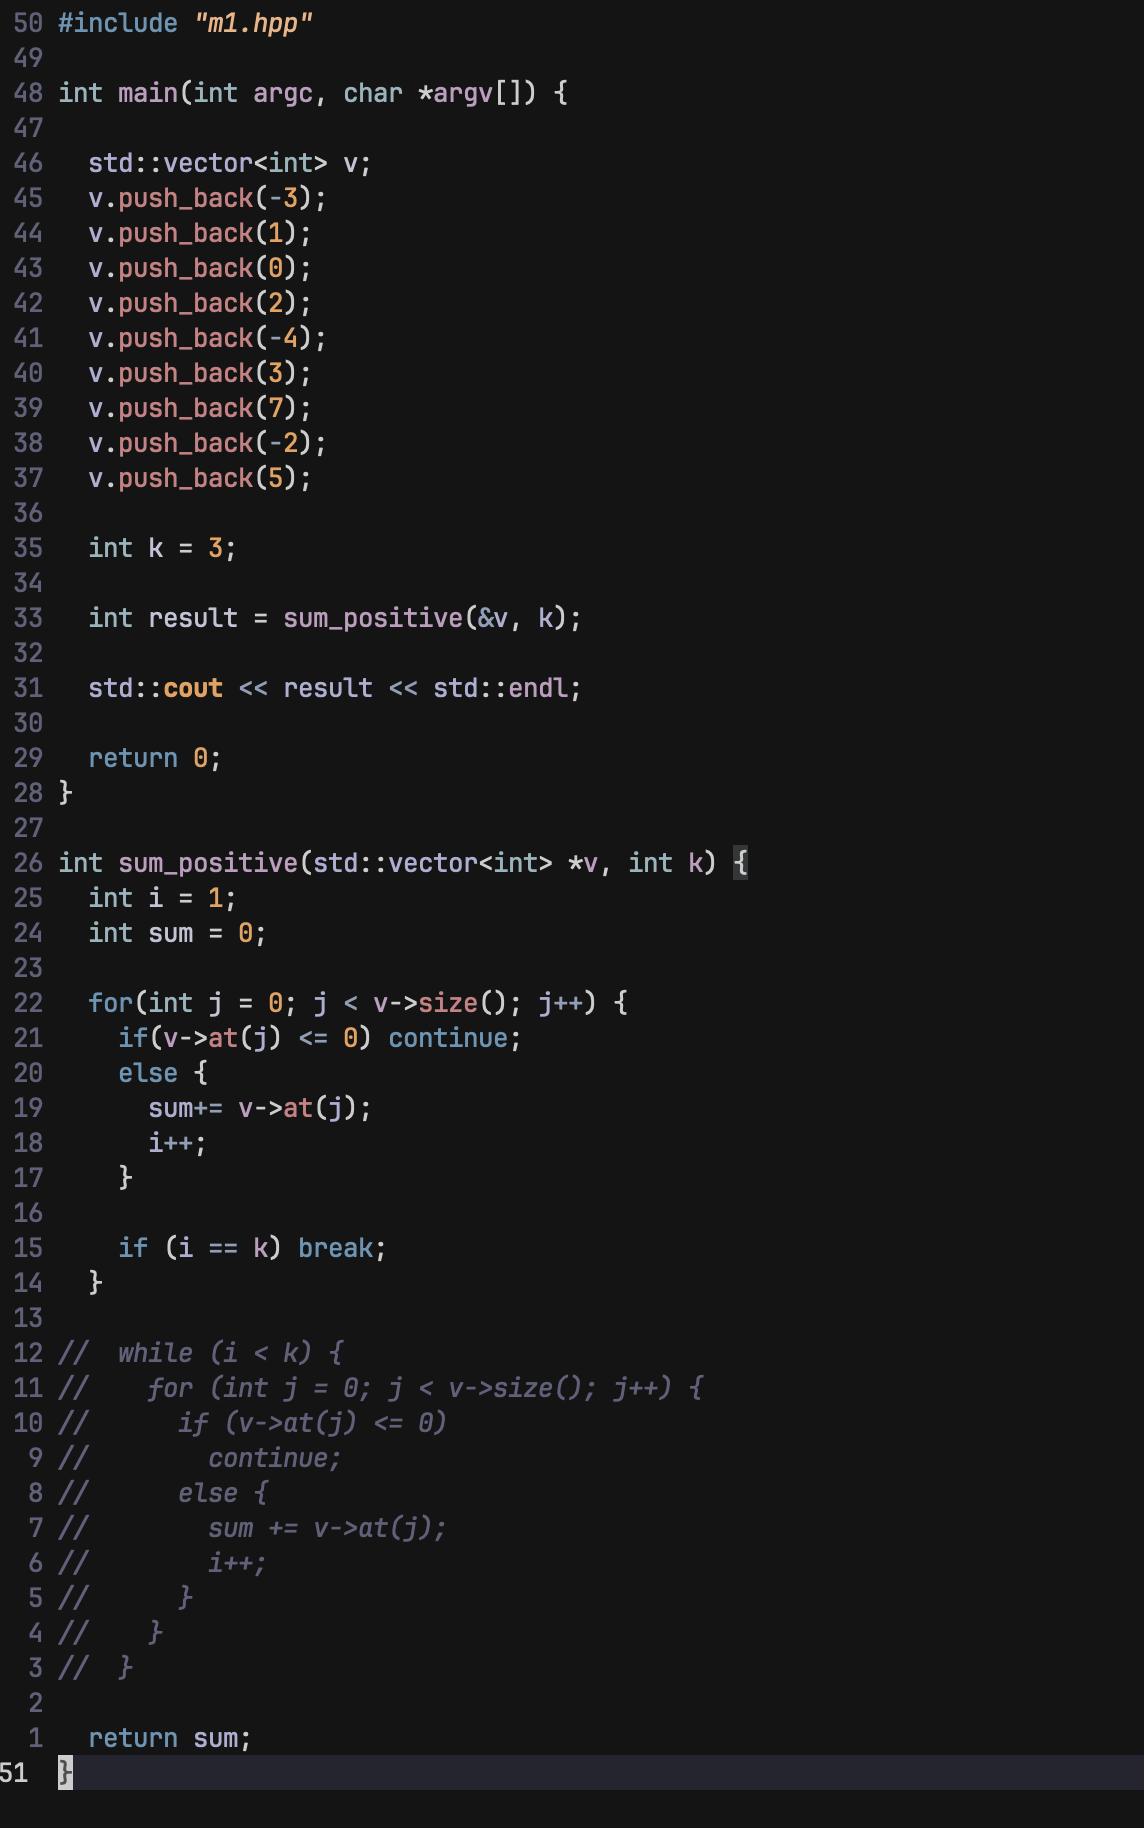 50 #include "m1.hpp"
49
48 int main(int argc, char *argv[]) {
47
46   std::vector<int> v;
45   v.push_back(-3);
44   v.push_back(1);
43   v.push_back(0);
42   v.push_back(2);
41   v.push_back(-4);
40   v.push_back(3);
39   v.push_back(7);
38   v.push_back(-2);
37   v.push_back(5);
36
35   int k = 3;
34
33   int result = sum_positive(&v, k);
32
31   std::cout << result << std::endl;
30
29   return 0;
28 }
27
26 int sum_positive(std::vector<int> *v, int k) {
25   int i = 1;
24   int sum = 0;
23
22   for(int j = 0; j < v->size(); j++) {
21     if(v->at(j) <= 0) continue;
20     else {
19       sum+= v->at(j);
18       i++;
17     }
16
15     if (i == k) break;
14   }
13
12 //  while (i < k) {
11 //    for (int j = 0; j < v->size(); j++) {
10 //      if (v->at(j) <= 0)
 9 //        continue;
 8 //      else {
 7 //        sum += v->at(j);
 6 //        i++;
 5 //      }
 4 //    }
 3 //  }
 2
 1   return sum;
51  }